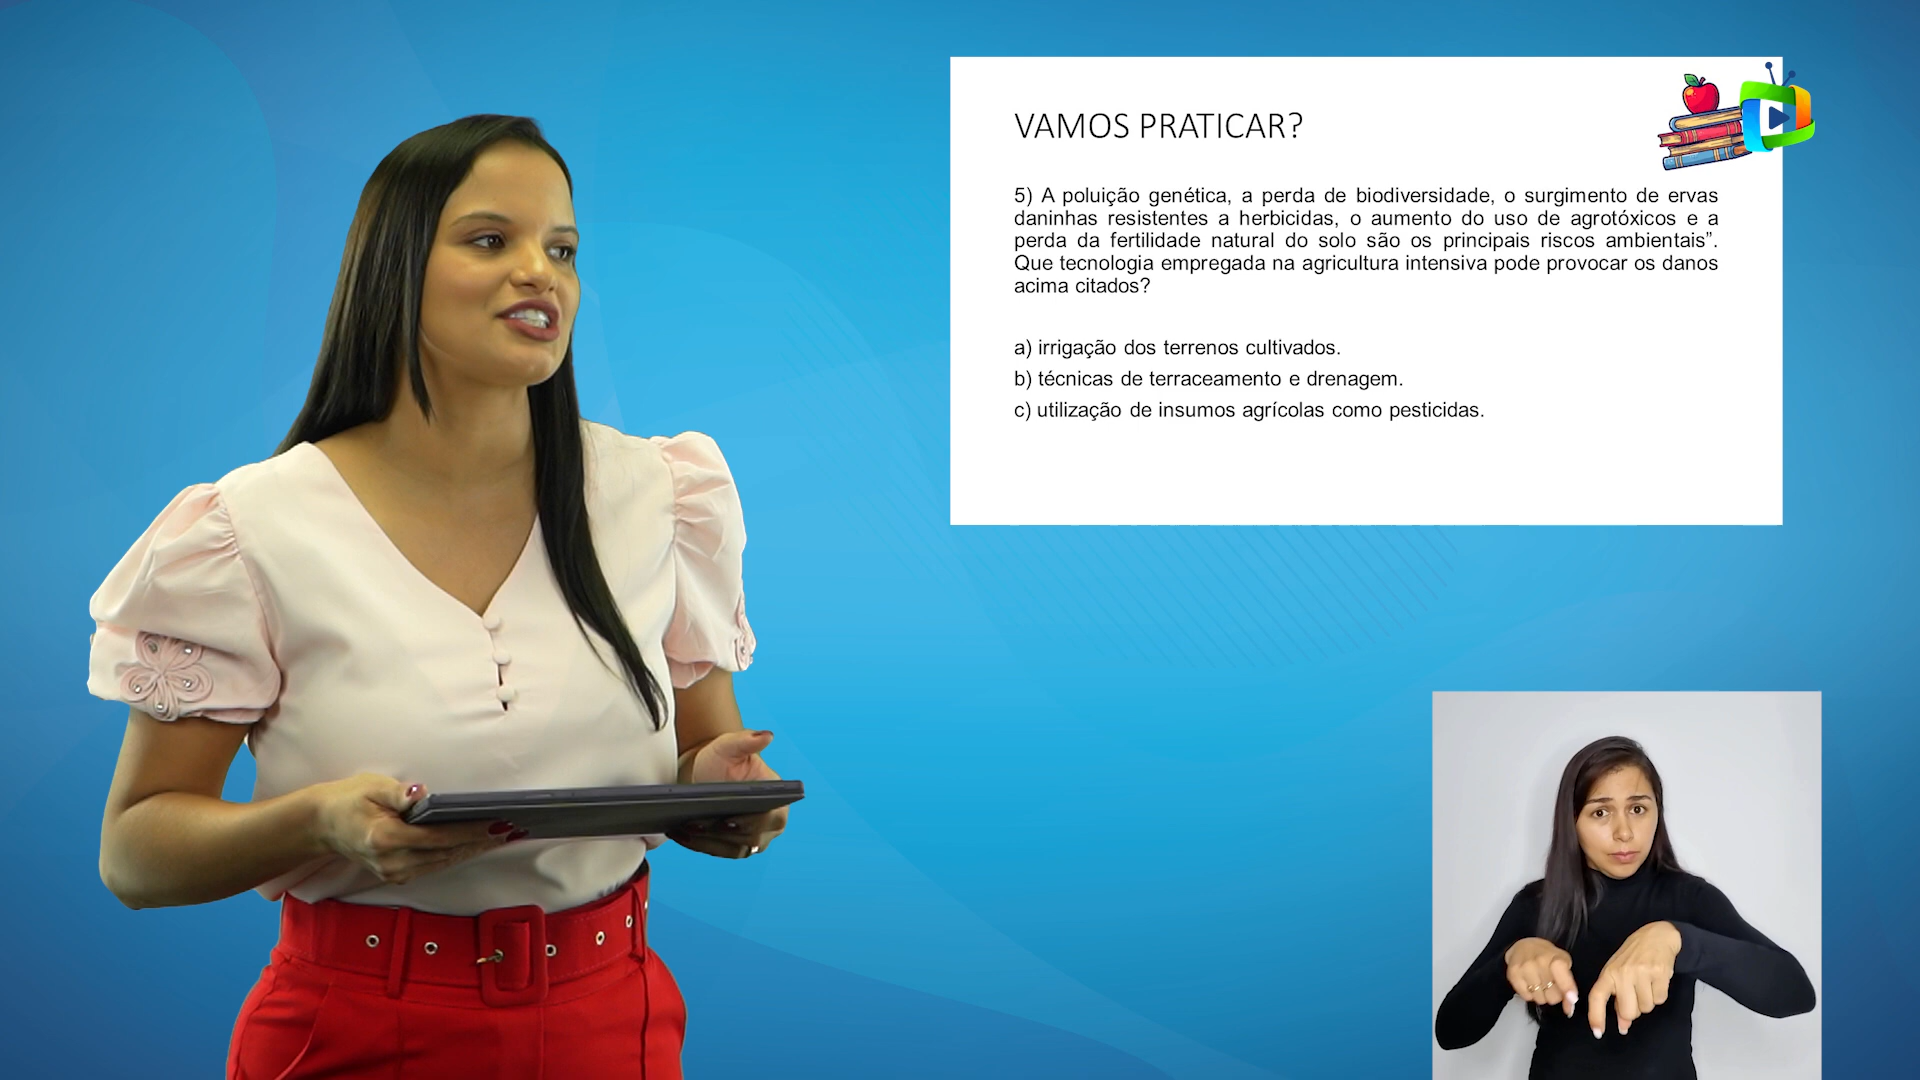 VAMOS PRATICAR?
5) A poluição genética, a perda de biodiversidade, o surgimento de ervas
daninhas resistentes a herbicidas, o aumento do uso de agrotóxicos e a
perda da fertilidade natural do solo são os principais riscos ambientais”.
Que tecnologia empregada na agricultura intensiva pode provocar os danos
acima citados?
a) irrigação dos terrenos cultivados.
b) técnicas de terraceamento e drenagem.
c) utilização de insumos agrícolas como pesticidas.